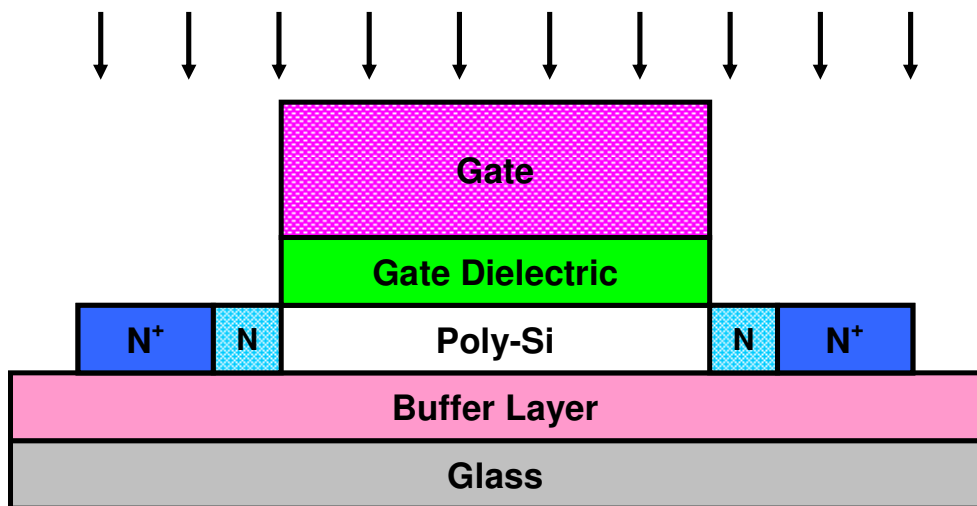 Gate
Gate Dielectric
N⁺ N Poly-Si N N⁺
Buffer Layer
Glass